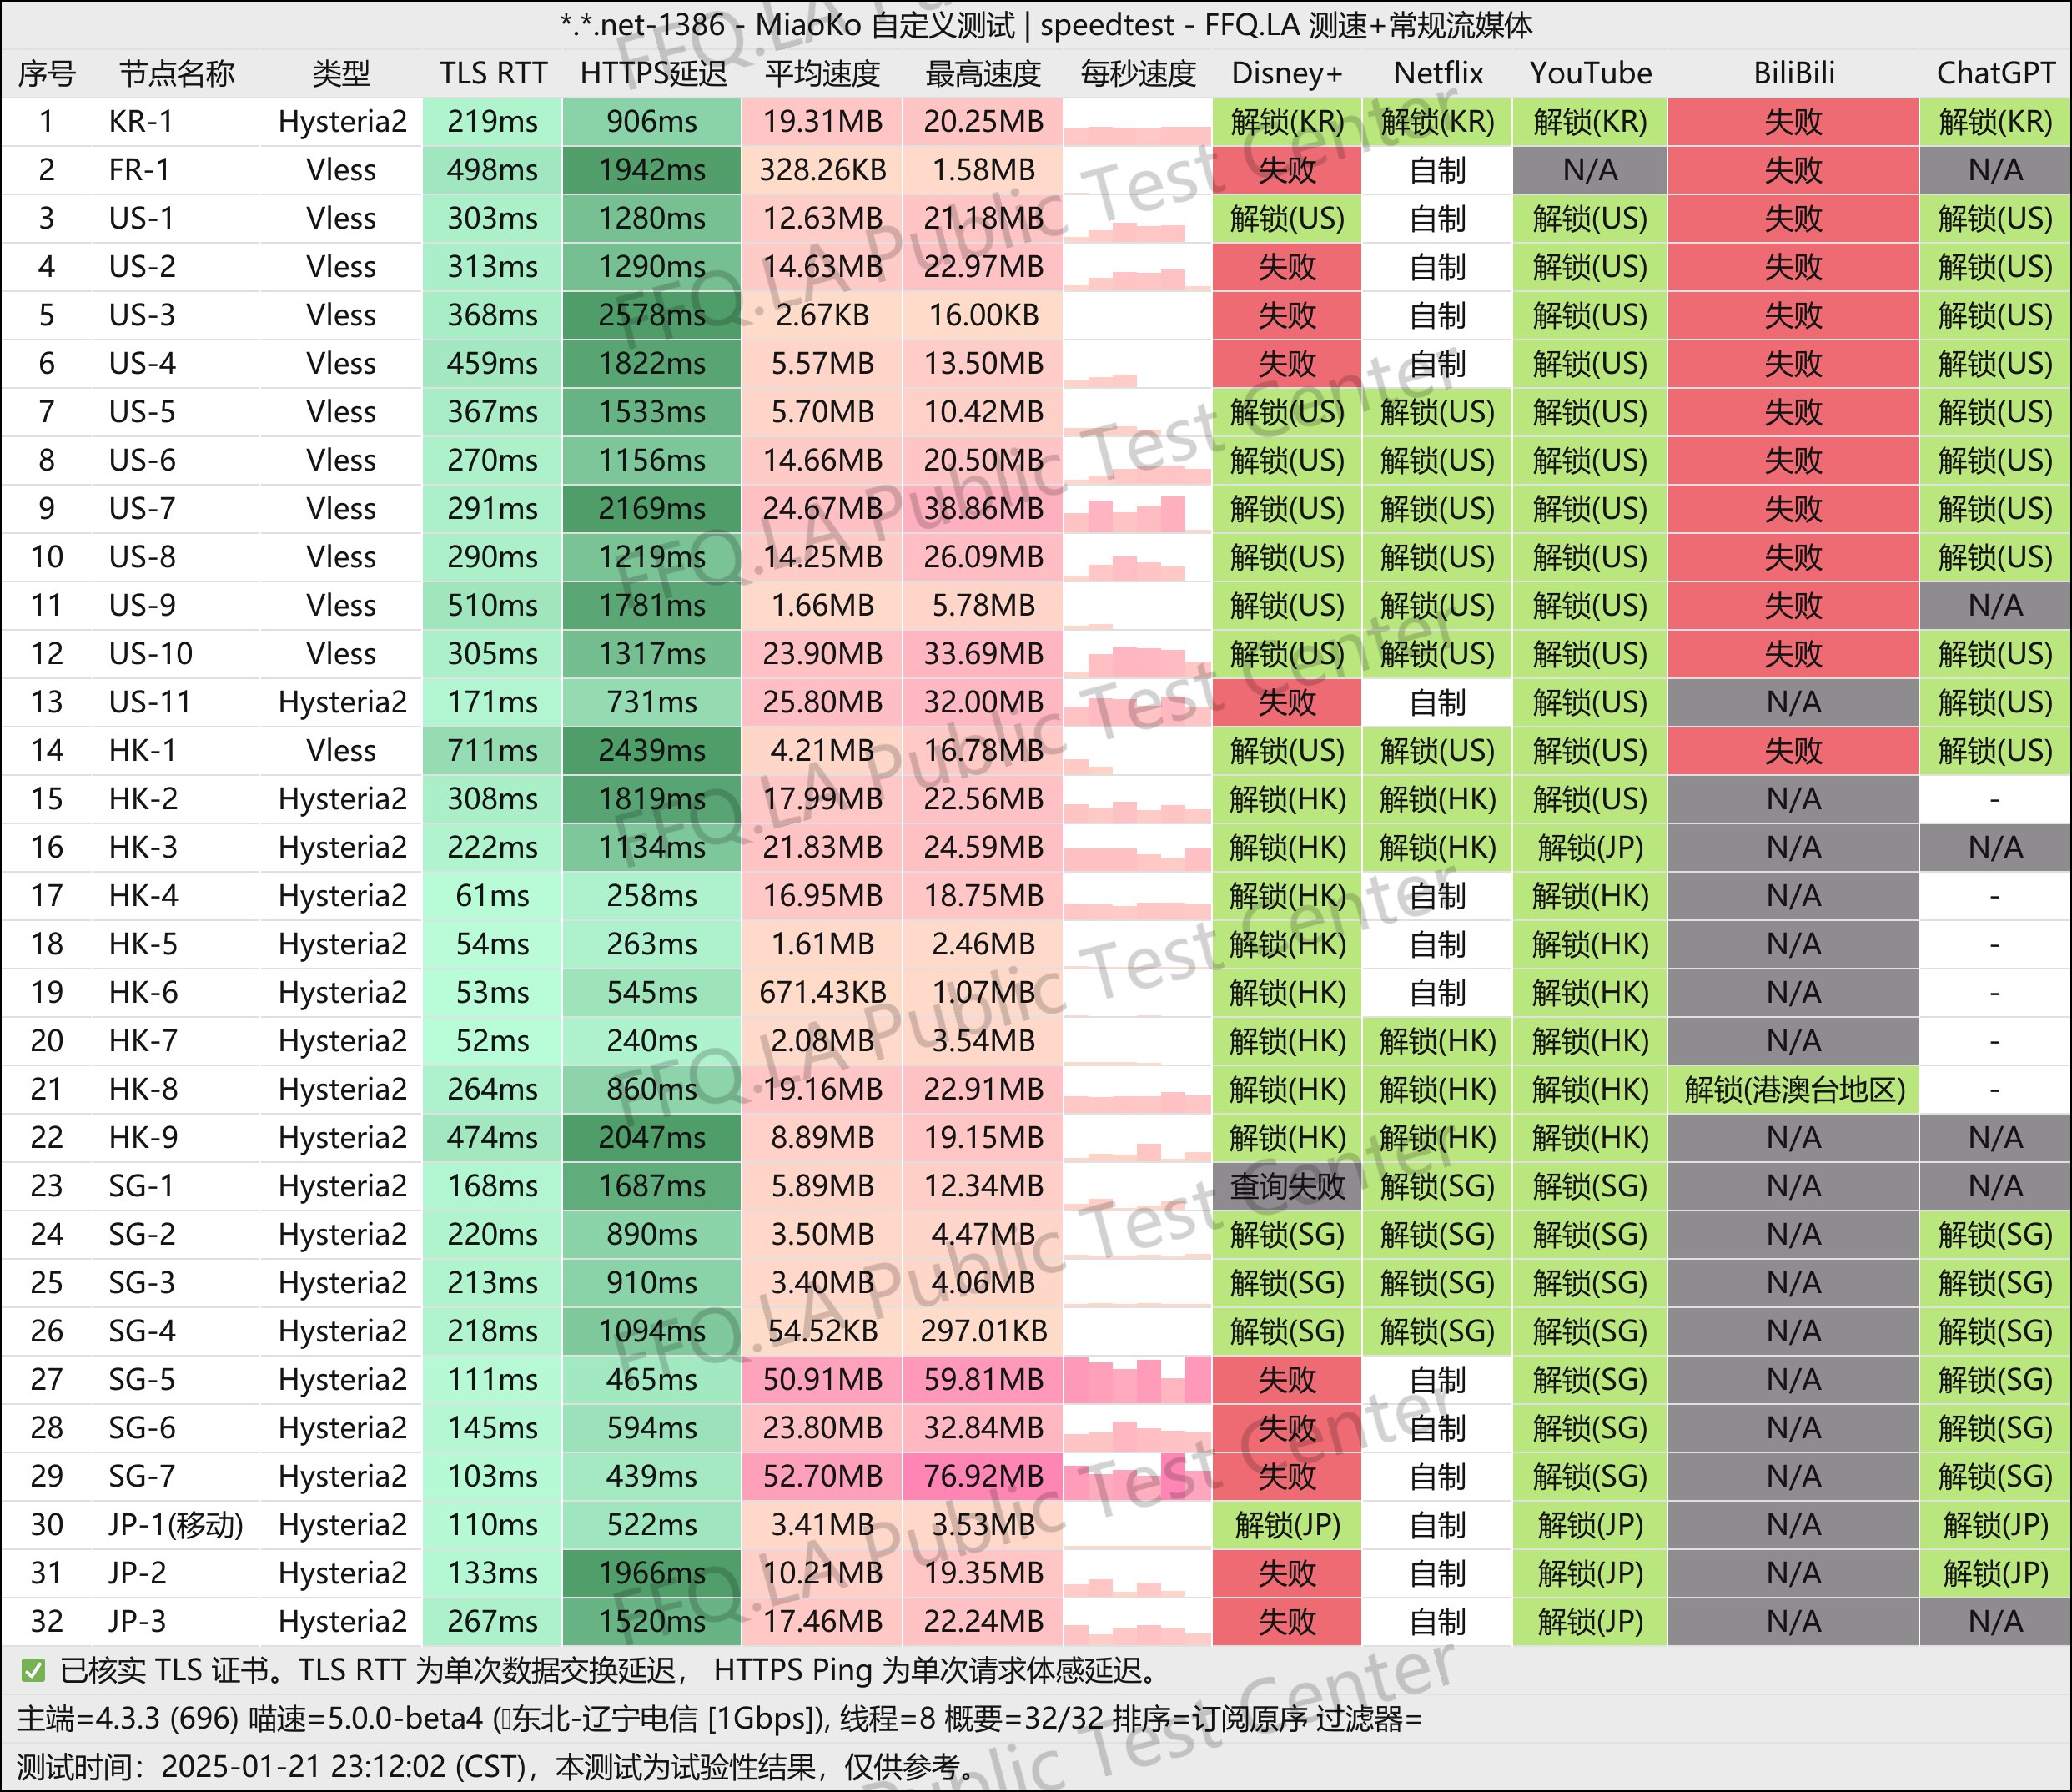 *.*.net-1386 - MiaoKo 自定义测试 | speedtest - FFQ.LA 测速+常规流媒体
序号 节点名称 类型 TLS RTT HTTPS延迟 平均速度 最高速度 每秒速度 Disney+ Netflix YouTube BiliBili ChatGPT
1 KR-1 Hysteria2 219ms 906ms 19.31MB 20.25MB 解锁(KR) 解锁(KR) 解锁(KR) 失败 解锁(KR)
2 FR-1 Vless 498ms 1942ms 328.26KB 1.58MB 失败 自制 N/A 失败 N/A
3 US-1 Vless 303ms 1280ms 12.63MB 21.18MB 解锁(US) 自制 解锁(US) 失败 解锁(US)
4 US-2 Vless 313ms 1290ms 14.63MB 22.97MB 失败 自制 解锁(US) 失败 解锁(US)
5 US-3 Vless 368ms 2578ms 2.67KB 16.00KB 失败 自制 解锁(US) 失败 解锁(US)
6 US-4 Vless 459ms 1822ms 5.57MB 13.50MB 失败 自制 解锁(US) 失败 解锁(US)
7 US-5 Vless 367ms 1533ms 5.70MB 10.42MB 解锁(US) 解锁(US) 解锁(US) 失败 解锁(US)
8 US-6 Vless 270ms 1156ms 14.66MB 20.50MB 解锁(US) 解锁(US) 解锁(US) 失败 解锁(US)
9 US-7 Vless 291ms 2169ms 24.67MB 38.86MB 解锁(US) 解锁(US) 解锁(US) 失败 解锁(US)
10 US-8 Vless 290ms 1219ms 14.25MB 26.09MB 解锁(US) 解锁(US) 解锁(US) 失败 解锁(US)
11 US-9 Vless 510ms 1781ms 1.66MB 5.78MB 解锁(US) 解锁(US) 解锁(US) 失败 N/A
12 US-10 Vless 305ms 1317ms 23.90MB 33.69MB 解锁(US) 解锁(US) 解锁(US) 失败 解锁(US)
13 US-11 Hysteria2 171ms 731ms 25.80MB 32.00MB 失败 自制 解锁(US) N/A 解锁(US)
14 HK-1 Vless 711ms 2439ms 4.21MB 16.78MB 解锁(US) 解锁(US) 解锁(US) 失败 解锁(US)
15 HK-2 Hysteria2 308ms 1819ms 17.99MB 22.56MB 解锁(HK) 解锁(HK) 解锁(US) N/A -
16 HK-3 Hysteria2 222ms 1134ms 21.83MB 24.59MB 解锁(HK) 解锁(HK) 解锁(JP) N/A N/A
17 HK-4 Hysteria2 61ms 258ms 16.95MB 18.75MB 解锁(HK) 自制 解锁(HK) N/A -
18 HK-5 Hysteria2 54ms 263ms 1.61MB 2.46MB 解锁(HK) 自制 解锁(HK) N/A -
19 HK-6 Hysteria2 53ms 545ms 671.43KB 1.07MB 解锁(HK) 自制 解锁(HK) N/A -
20 HK-7 Hysteria2 52ms 240ms 2.08MB 3.54MB 解锁(HK) 解锁(HK) 解锁(HK) N/A -
21 HK-8 Hysteria2 264ms 860ms 19.16MB 22.91MB 解锁(HK) 解锁(HK) 解锁(HK) 解锁(港澳台地区) -
22 HK-9 Hysteria2 474ms 2047ms 8.89MB 19.15MB 解锁(HK) 解锁(HK) 解锁(HK) N/A N/A
23 SG-1 Hysteria2 168ms 1687ms 5.89MB 12.34MB 查询失败 解锁(SG) 解锁(SG) N/A N/A
24 SG-2 Hysteria2 220ms 890ms 3.50MB 4.47MB 解锁(SG) 解锁(SG) 解锁(SG) N/A 解锁(SG)
25 SG-3 Hysteria2 213ms 910ms 3.40MB 4.06MB 解锁(SG) 解锁(SG) 解锁(SG) N/A 解锁(SG)
26 SG-4 Hysteria2 218ms 1094ms 54.52KB 297.01KB 解锁(SG) 解锁(SG) 解锁(SG) N/A 解锁(SG)
27 SG-5 Hysteria2 111ms 465ms 50.91MB 59.81MB 失败 自制 解锁(SG) N/A 解锁(SG)
28 SG-6 Hysteria2 145ms 594ms 23.80MB 32.84MB 失败 自制 解锁(SG) N/A 解锁(SG)
29 SG-7 Hysteria2 103ms 439ms 52.70MB 76.92MB 失败 自制 解锁(SG) N/A 解锁(SG)
30 JP-1(移动) Hysteria2 110ms 522ms 3.41MB 3.53MB 解锁(JP) 自制 解锁(JP) N/A 解锁(JP)
31 JP-2 Hysteria2 133ms 1966ms 10.21MB 19.35MB 失败 自制 解锁(JP) N/A 解锁(JP)
32 JP-3 Hysteria2 267ms 1520ms 17.46MB 22.24MB 失败 自制 解锁(JP) N/A N/A
✅ 已核实 TLS 证书。TLS RTT 为单次数据交换延迟， HTTPS Ping 为单次请求体感延迟。
主端=4.3.3 (696) 喵速=5.0.0-beta4 (东北-辽宁电信 [1Gbps]), 线程=8 概要=32/32 排序=订阅原序 过滤器=
测试时间：2025-01-21 23:12:02 (CST)，本测试为试验性结果，仅供参考。
FFQ.LA Public Test Center
FFQ.LA Public Test Center
FFQ.LA Public Test Center
FFQ.LA Public Test Center
FFQ.LA Public Test Center
FFQ.LA Public Test Center